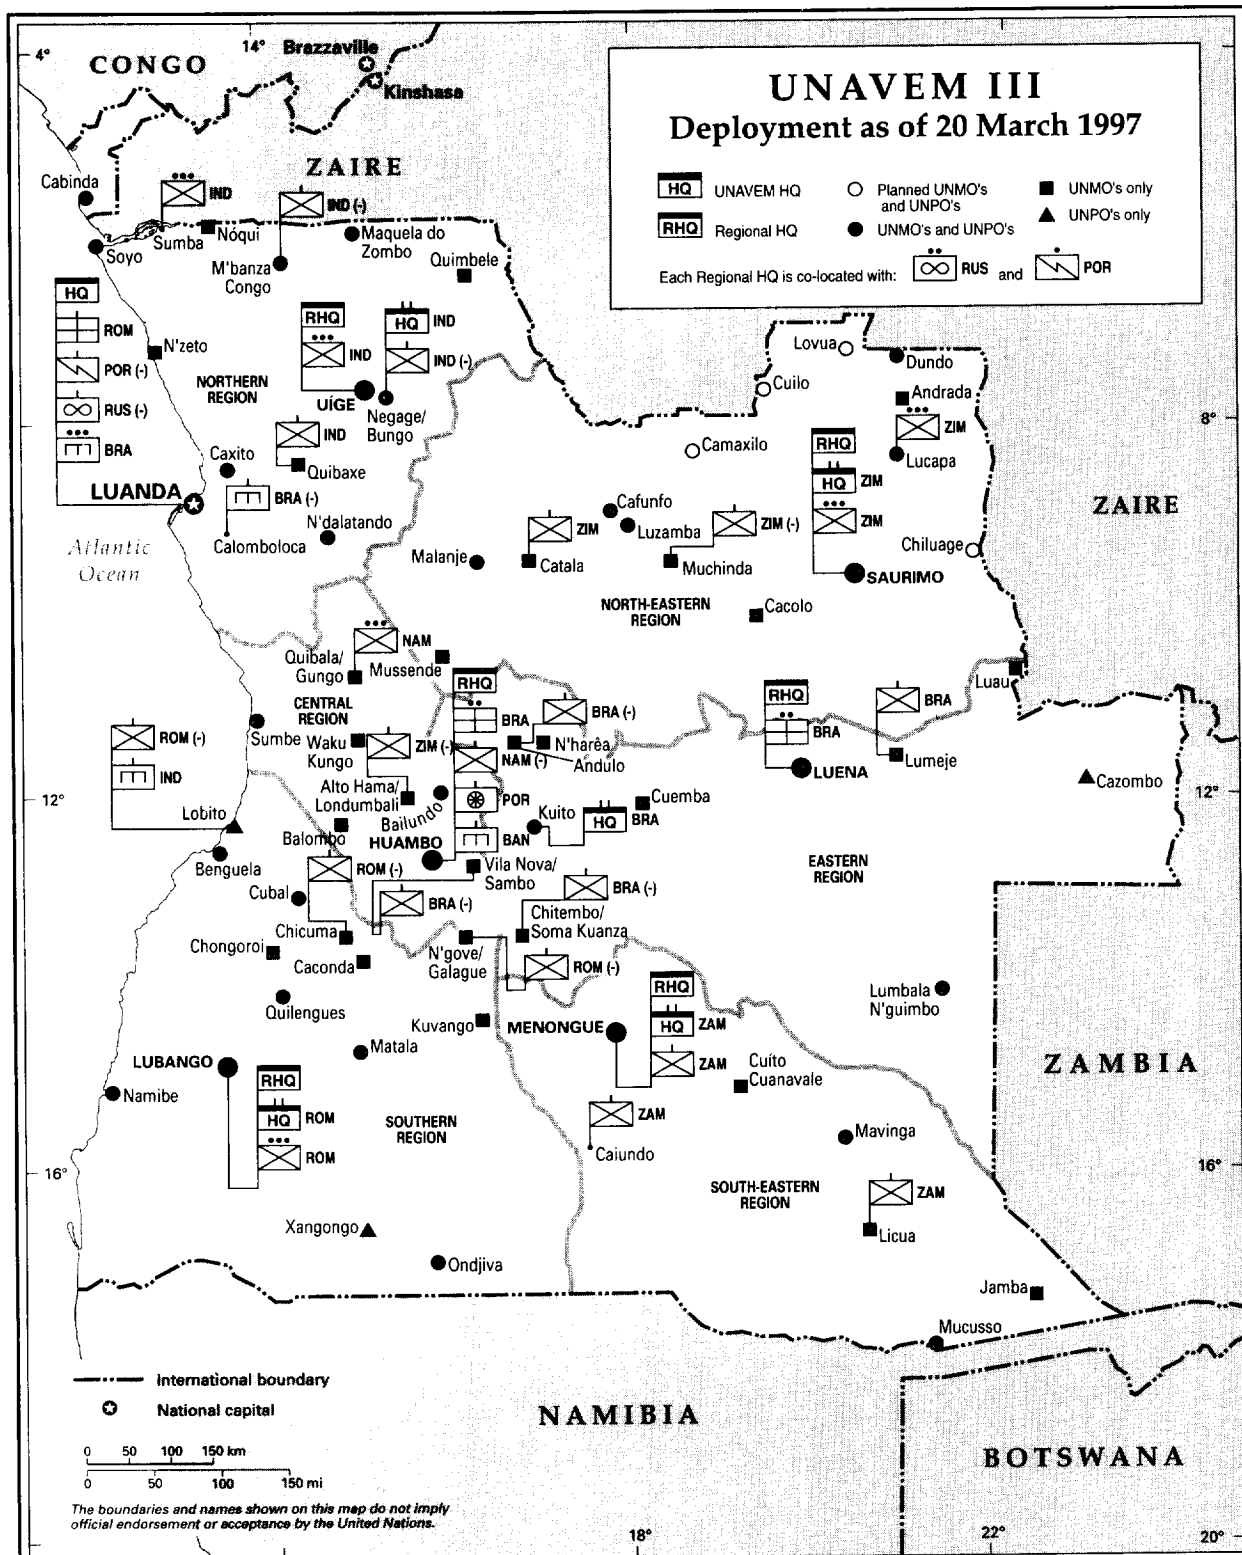 UNAVEM III
Deployment as of 20 March 1997
HQ UNAVEM HQ
RHQ Regional HQ
Planned UNMO's
and UNPO's
UNMO's and UNPO's
UNMO's only
UNPO's only
Each Regional HQ is co-located with: RUS and POR
4°
14°
CONGO
Brazzaville
Kinshasa
ZAIRE
Cabinda
IND
IND (-)
Soyo
Sumba
Nóqui
M'banza
Congo
Maquela do
Zombo
Quimbele
HQ
ROM
POR (-)
RUS (-)
BRA
N'zeto
NORTHERN
REGION
RHQ
IND
UÍGE
HQ IND
IND (-)
Negage/
Bungo
IND
Quibaxe
Caxito
LUANDA
BRA (-)
Calomboloca
N'dalatando
Atlantic
Ocean
Lovua
Dundo
Cuilo
Andrada
ZIM
Lucapa
8°
Camaxilo
RHQ
HQ ZIM
ZIM
SAURIMO
ZAIRE
Chiluage
Cafunfo
Luzamba
ZIM
Catala
Malanje
ZIM (-)
Muchinda
NORTH-EASTERN
REGION
Cacolo
Luau
NAM
Quibala/
Gungo
Mussende
CENTRAL
REGION
Sumbe
Waku
Kungo
ZIM (-)
Alto Hama/
Londumbali
Bailundo
RHQ
BRA
NAM (-)
POR
BAN
HUAMBO
BRA (-)
N'harêa
Andulo
RHQ
BRA
LUENA
BRA
Lumeje
Cazombo
12°
12°
ROM (-)
IND
Lobito
Benguela
Balombo
Kuito
HQ BRA
Cuemba
EASTERN
REGION
Vila Nova/
Sambo
ROM (-)
Cubal
Chicuma
BRA (-)
BRA (-)
Chitembo/
Soma Kuanza
Chongoroi
Caconda
N'gove/
Galague
ROM (-)
Quilengues
Kuvango
MENONGUE
RHQ
HQ ZAM
ZAM
Lumbala
N'guimbo
ZAMBIA
LUBANGO
Matala
Namibe
RHQ
HQ ROM
ROM
SOUTHERN
REGION
Cuíto
Cuanavale
ZAM
Caiundo
Mavinga
16°
16°
SOUTH-EASTERN
REGION
ZAM
Licua
Xangongo
Ondjiva
Jamba
Mucusso
International boundary
National capital
NAMIBIA
BOTSWANA
0 50 100 150 km
0 50 100 150 mi
The boundaries and names shown on this map do not imply
official endorsement or acceptance by the United Nations.
18°
22°
20°